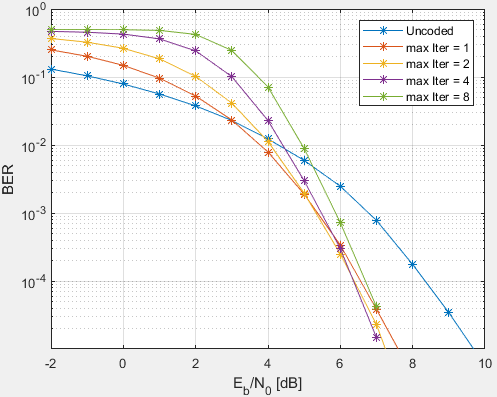 10^0
10^-1
10^-2
10^-3
10^-4
BER
-2 0 2 4 6 8 10
E_b/N_0 [dB]
Uncoded
max Iter = 1
max Iter = 2
max Iter = 4
max Iter = 8